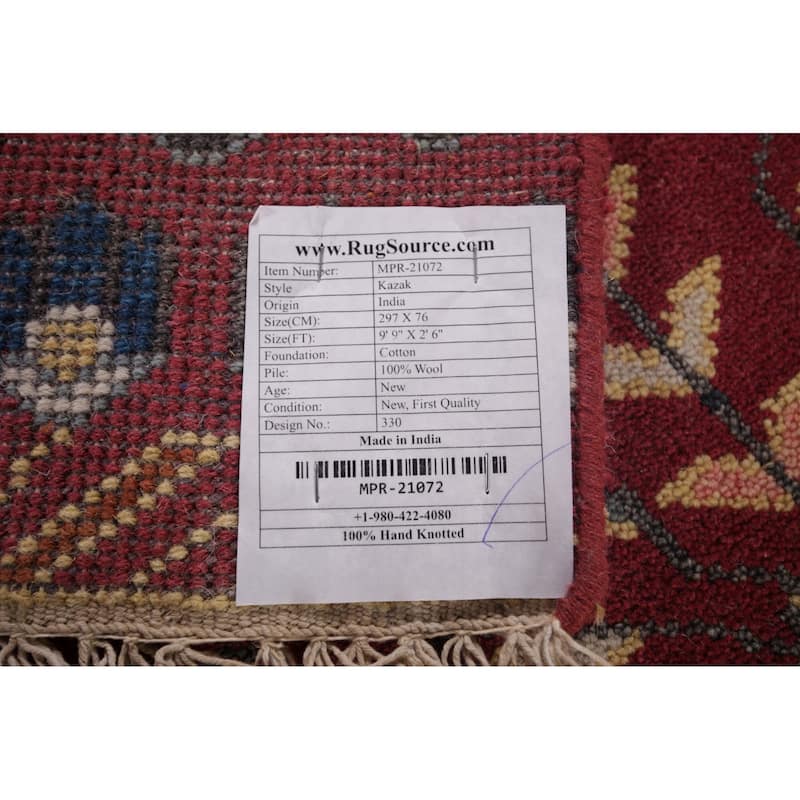 www.RugSource.com
Item Number: MPR-21072
Style Kazak
Origin India
Size(CM): 297 X 76
Size(FT): 9' 9" X 2' 6"
Foundation: Cotton
Pile: 100% Wool
Age: New
Condition: New, First Quality
Design No.: 330
Made in India
MPR-21072
+1-980-422-4080
100% Hand Knotted